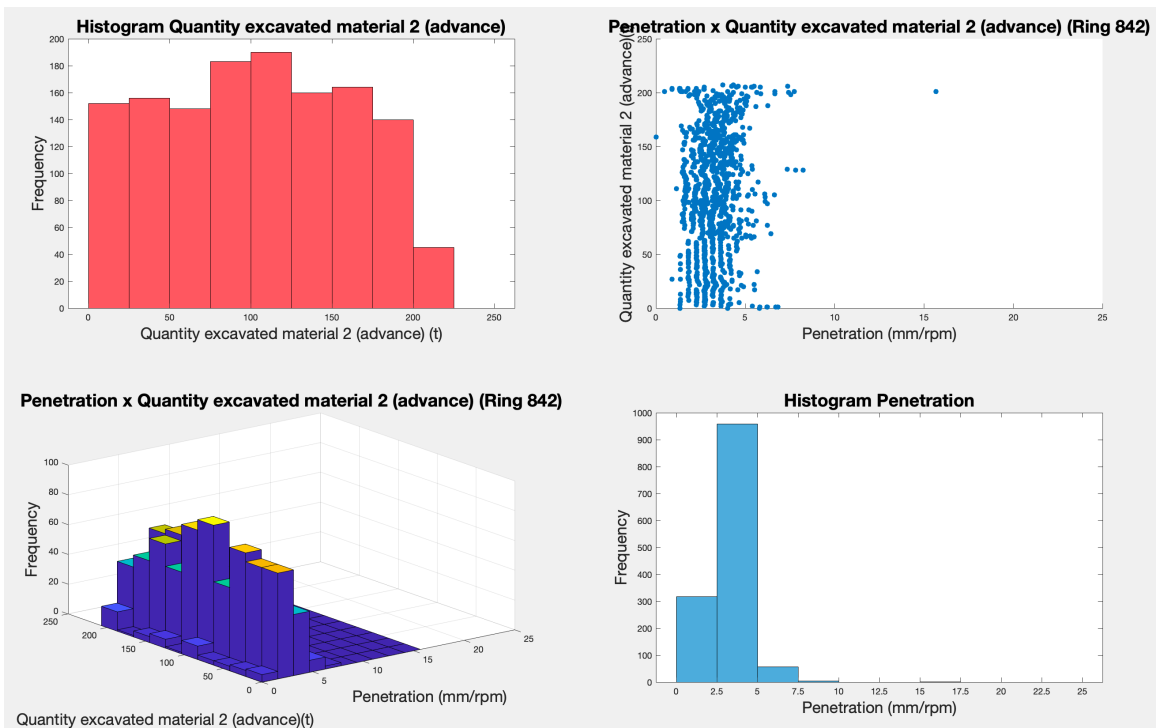 Histogram Quantity excavated material 2 (advance)
200
180
160
140
120
100
80
60
40
20
0
Frequency
0 50 100 150 200 250
Quantity excavated material 2 (advance) (t)
Penetration x Quantity excavated material 2 (advance) (Ring 842)
250
200
150
100
50
0
Quantity excavated material 2 (advance)(t)
0 5 10 15 20 25
Penetration (mm/rpm)
Penetration x Quantity excavated material 2 (advance) (Ring 842)
100
80
60
40
20
0
Frequency
250
200
150
100
50
0
0
5
10
15
20
25
Penetration (mm/rpm)
Quantity excavated material 2 (advance)(t)
Histogram Penetration
1000
900
800
700
600
500
400
300
200
100
0
Frequency
0 2.5 5 7.5 10 12.5 15 17.5 20 22.5 25
Penetration (mm/rpm)